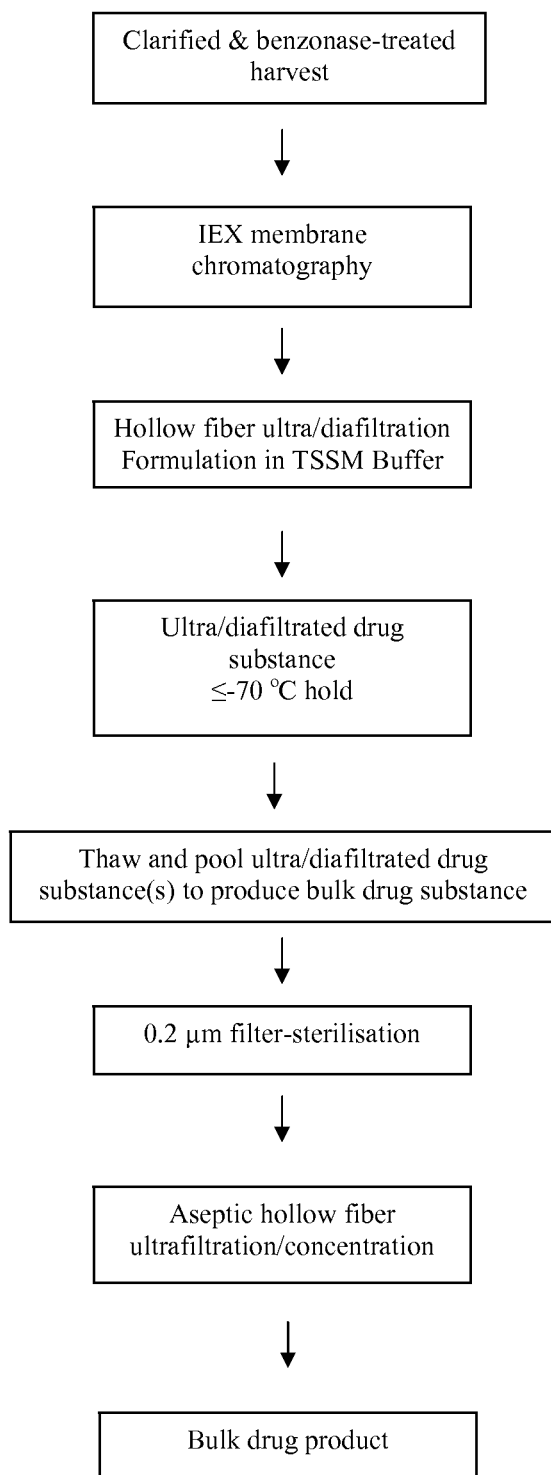 Clarified & benzonase-treated
harvest
IEX membrane
chromatography
Hollow fiber ultra/diafiltration
Formulation in TSSM Buffer
Ultra/diafiltrated drug
substance
≤-70 °C hold
Thaw and pool ultra/diafiltrated drug
substance(s) to produce bulk drug substance
0.2 µm filter-sterilisation
Aseptic hollow fiber
ultrafiltration/concentration
Bulk drug product